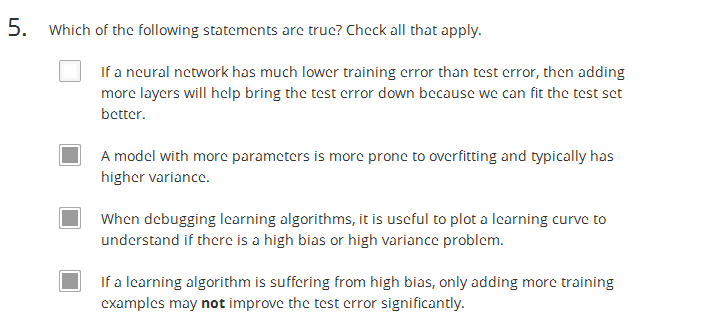 5. Which of the following statements are true? Check all that apply.
If a neural network has much lower training error than test error, then adding
more layers will help bring the test error down because we can fit the test set
better.
A model with more parameters is more prone to overfitting and typically has
higher variance.
When debugging learning algorithms, it is useful to plot a learning curve to
understand if there is a high bias or high variance problem.
If a learning algorithm is suffering from high bias, only adding more training
examples may not improve the test error significantly.